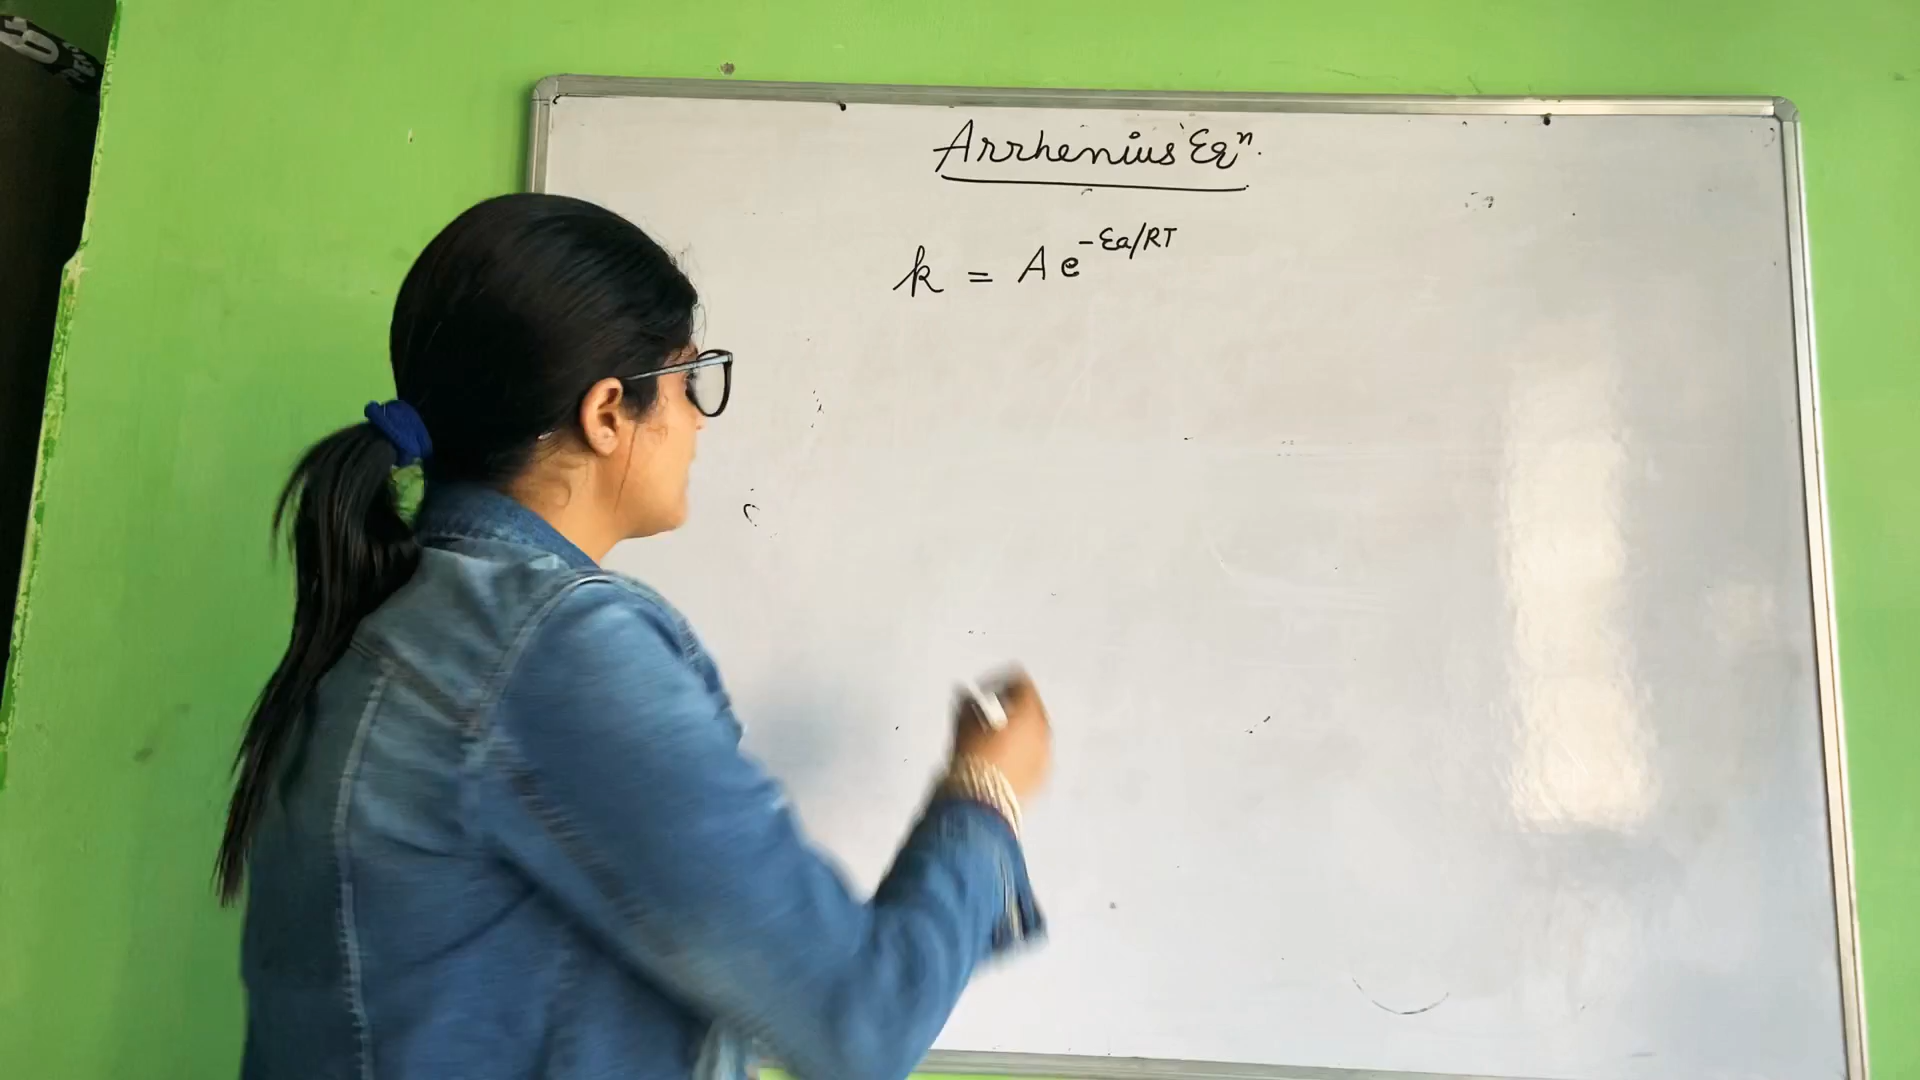 Arrhenius Eqⁿ.
k = A e^-Ea/RT